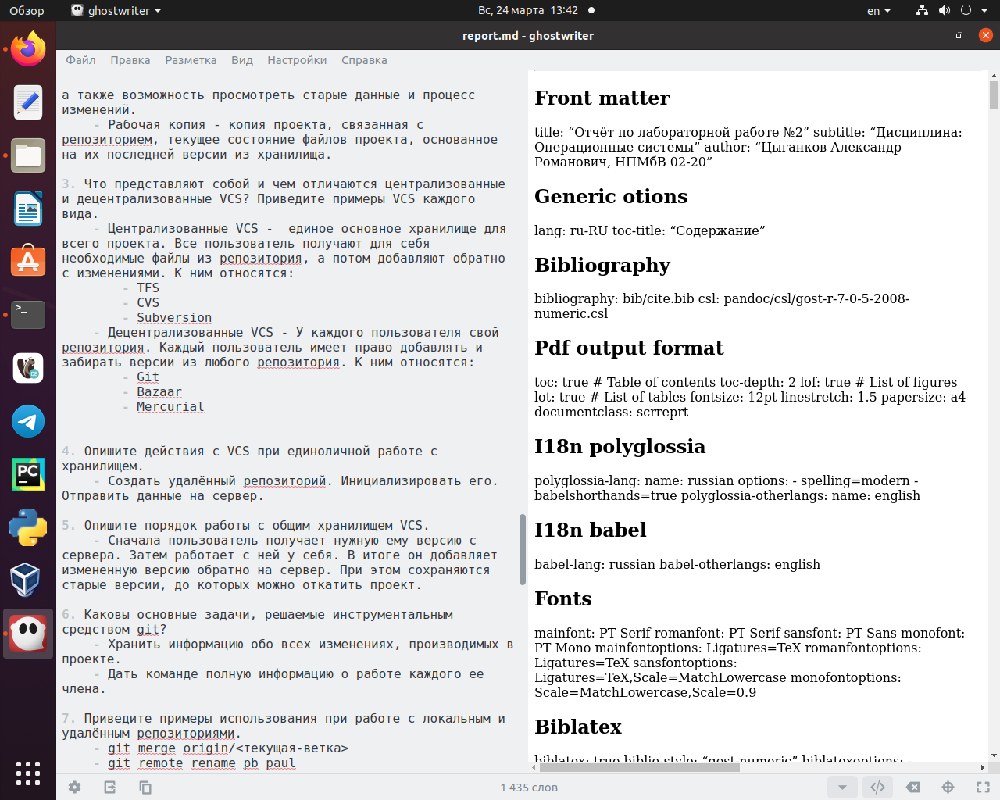 Обзор
ghostwriter
Вс, 24 марта 13:42
en
report.md - ghostwriter
Файл Правка Разметка Вид Настройки Справка
а также возможность просмотреть старые данные и процесс
изменений.
- Рабочая копия - копия проекта, связанная с
репозиторием, текущее состояние файлов проекта, основанное
на их последней версии из хранилища.
3. Что представляют собой и чем отличаются централизованные
и децентрализованные VCS? Приведите примеры VCS каждого
вида.
- Централизованные VCS -  единое основное хранилище для
всего проекта. Все пользователь получают для себя
необходимые файлы из репозитория, а потом добавляют обратно
с изменениями. К ним относятся:
- TFS
- CVS
- Subversion
- Децентрализованные VCS - У каждого пользователя свой
репозитория. Каждый пользователь имеет право добавлять и
забирать версии из любого репозитория. К ним относятся:
- Git
- Bazaar
- Mercurial
4. Опишите действия с VCS при единоличной работе с
хранилищем.
- Создать удалённый репозиторий. Инициализировать его.
Отправить данные на сервер.
5. Опишите порядок работы с общим хранилищем VCS.
- Сначала пользователь получает нужную ему версию с
сервера. Затем работает с ней у себя. В итоге он добавляет
измененную версию обратно на сервер. При этом сохраняются
старые версии, до которых можно откатить проект.
6. Каковы основные задачи, решаемые инструментальным
средством git?
- Хранить информацию обо всех изменениях, производимых в
проекте.
- Дать команде полную информацию о работе каждого ее
члена.
7. Приведите примеры использования при работе с локальным и
удалённым репозиториями.
- git merge origin/<текущая-ветка>
- git remote rename pb paul
Front matter
title: “Отчёт по лабораторной работе №2” subtitle: “Дисциплина:
Операционные системы” author: “Цыганков Александр
Романович, НПМбВ 02-20”
Generic otions
lang: ru-RU toc-title: “Содержание”
Bibliography
bibliography: bib/cite.bib csl: pandoc/csl/gost-r-7-0-5-2008-
numeric.csl
Pdf output format
toc: true # Table of contents toc-depth: 2 lof: true # List of figures
lot: true # List of tables fontsize: 12pt linestretch: 1.5 papersize: a4
documentclass: scrreprt
I18n polyglossia
polyglossia-lang: name: russian options: - spelling=modern -
babelshorthands=true polyglossia-otherlangs: name: english
I18n babel
babel-lang: russian babel-otherlangs: english
Fonts
mainfont: PT Serif romanfont: PT Serif sansfont: PT Sans monofont:
PT Mono mainfontoptions: Ligatures=TeX romanfontoptions:
Ligatures=TeX sansfontoptions:
Ligatures=TeX,Scale=MatchLowercase monofontoptions:
Scale=MatchLowercase,Scale=0.9
Biblatex
biblatex: true biblio-style: “gost-numeric” biblatexoptions: -
1 435 слов